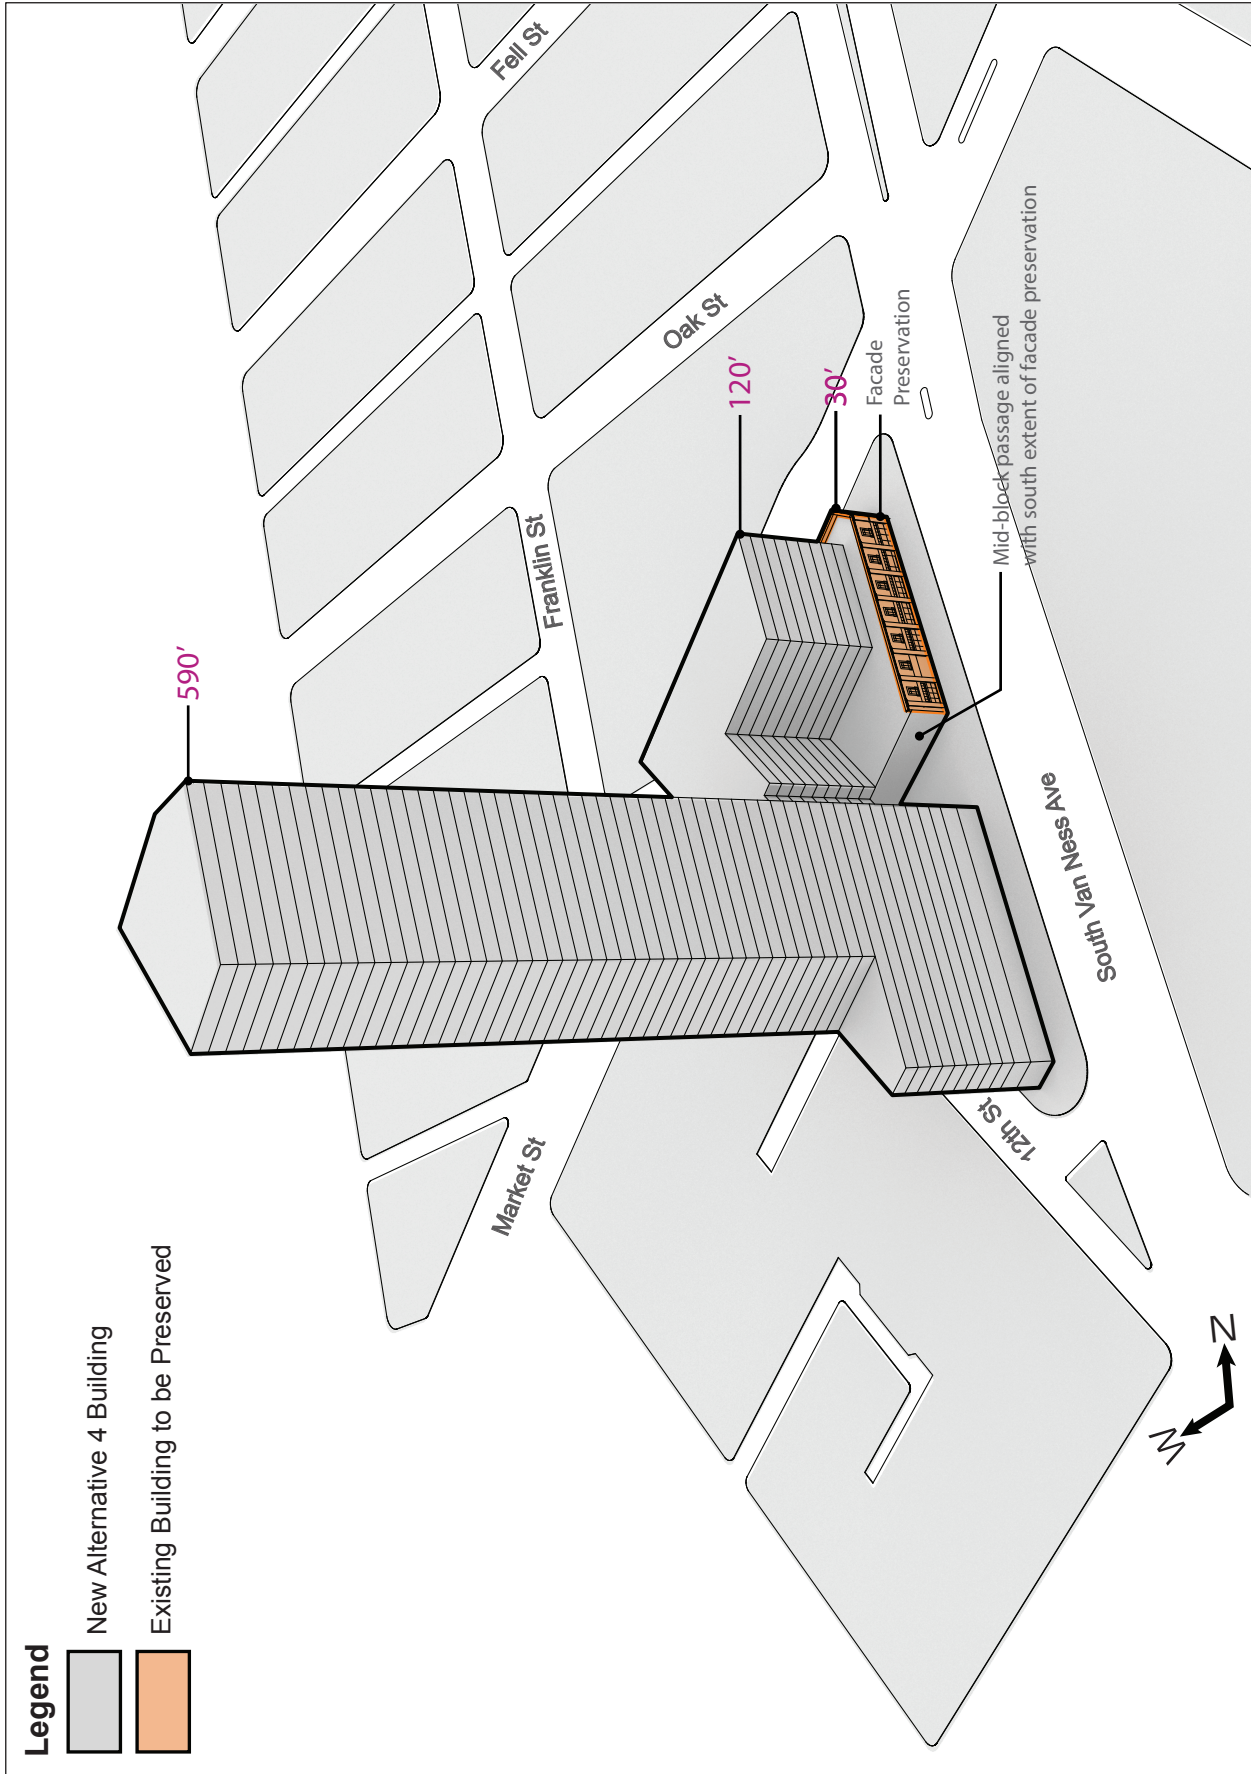 Legend
New Alternative 4 Building
Existing Building to be Preserved
590'
120'
30'
Facade
Preservation
Mid-block passage aligned
with south extent of facade preservation
Fell St
Oak St
Franklin St
Market St
12th St
South Van Ness Ave
W
N